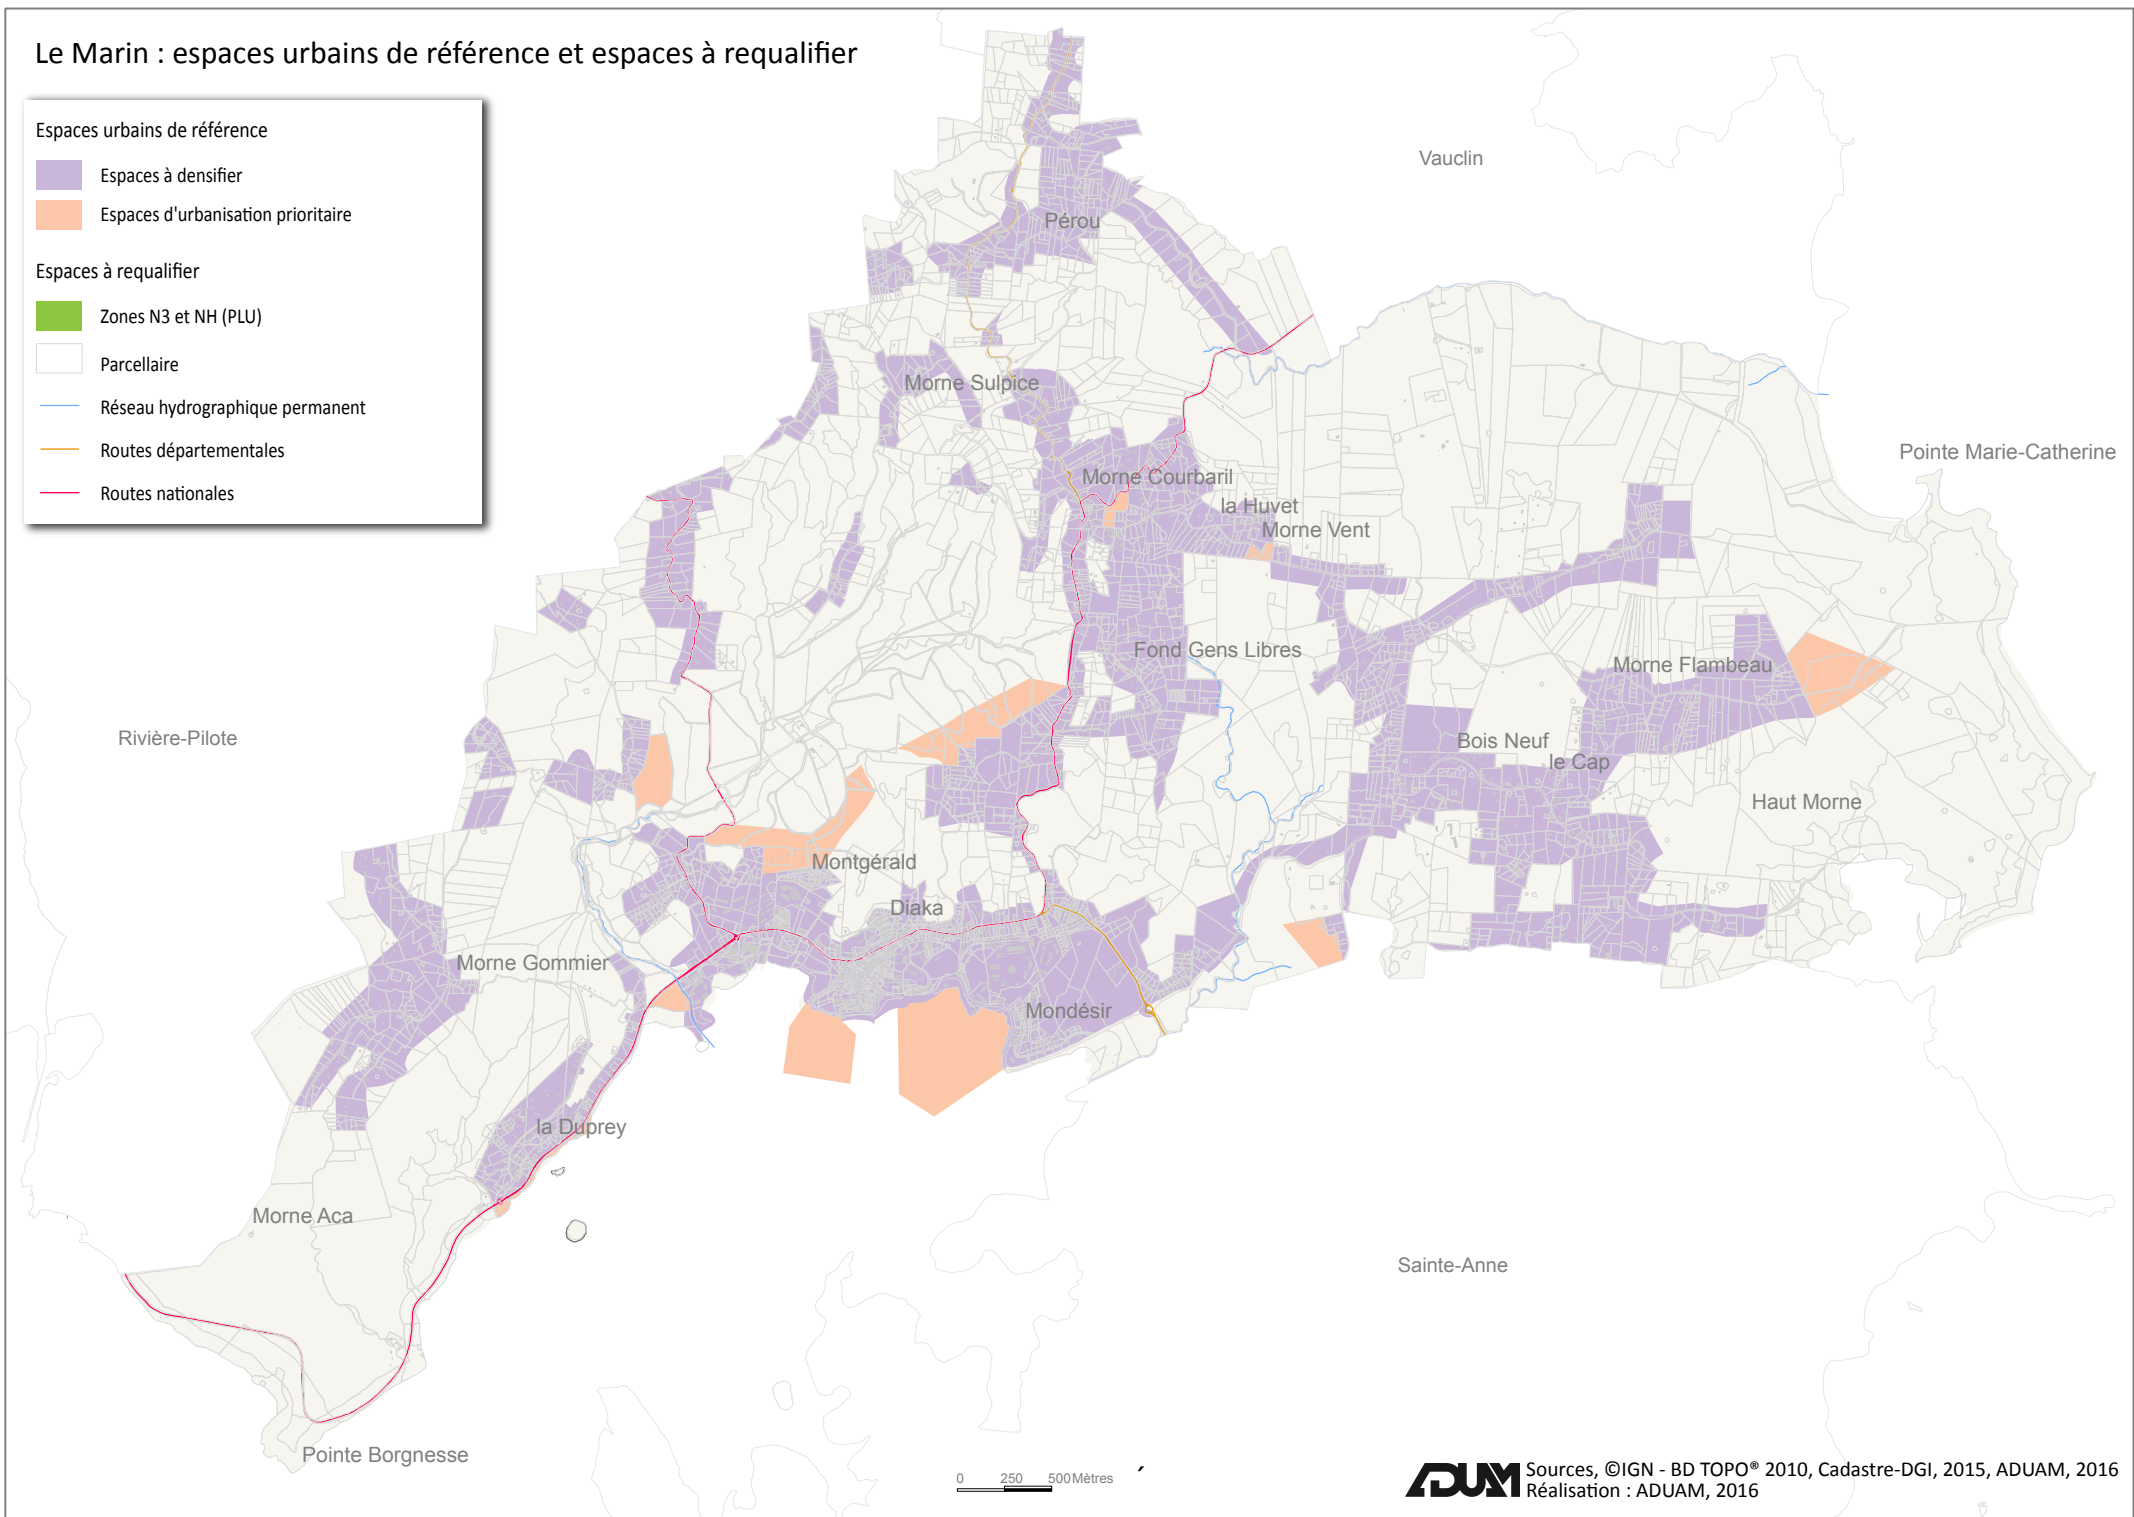 Le Marin : espaces urbains de référence et espaces à requalifier
Espaces urbains de référence
Espaces à densifier
Espaces d'urbanisation prioritaire
Espaces à requalifier
Zones N3 et NH (PLU)
Parcellaire
Réseau hydrographique permanent
Routes départementales
Routes nationales
Vauclin
Pérou
Morne Sulpice
Pointe Marie-Catherine
Morne Courbaril
la Huvet
Morne Vent
Fond Gens Libres
Morne Flambeau
Rivière-Pilote
Bois Neuf
le Cap
Haut Morne
Montgérald
Diaka
Morne Gommier
Mondésir
la Duprey
Morne Aca
Sainte-Anne
Pointe Borgnesse
0 250 500 Mètres
ADUAM
Sources, ©IGN - BD TOPO® 2010, Cadastre-DGI, 2015, ADUAM, 2016
Réalisation : ADUAM, 2016